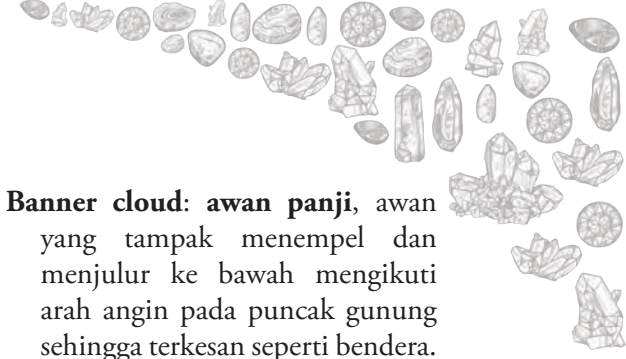 Banner cloud: awan panji, awan
yang tampak menempel dan
menjulur ke bawah mengikuti
arah angin pada puncak gunung
sehingga terkesan seperti bendera.